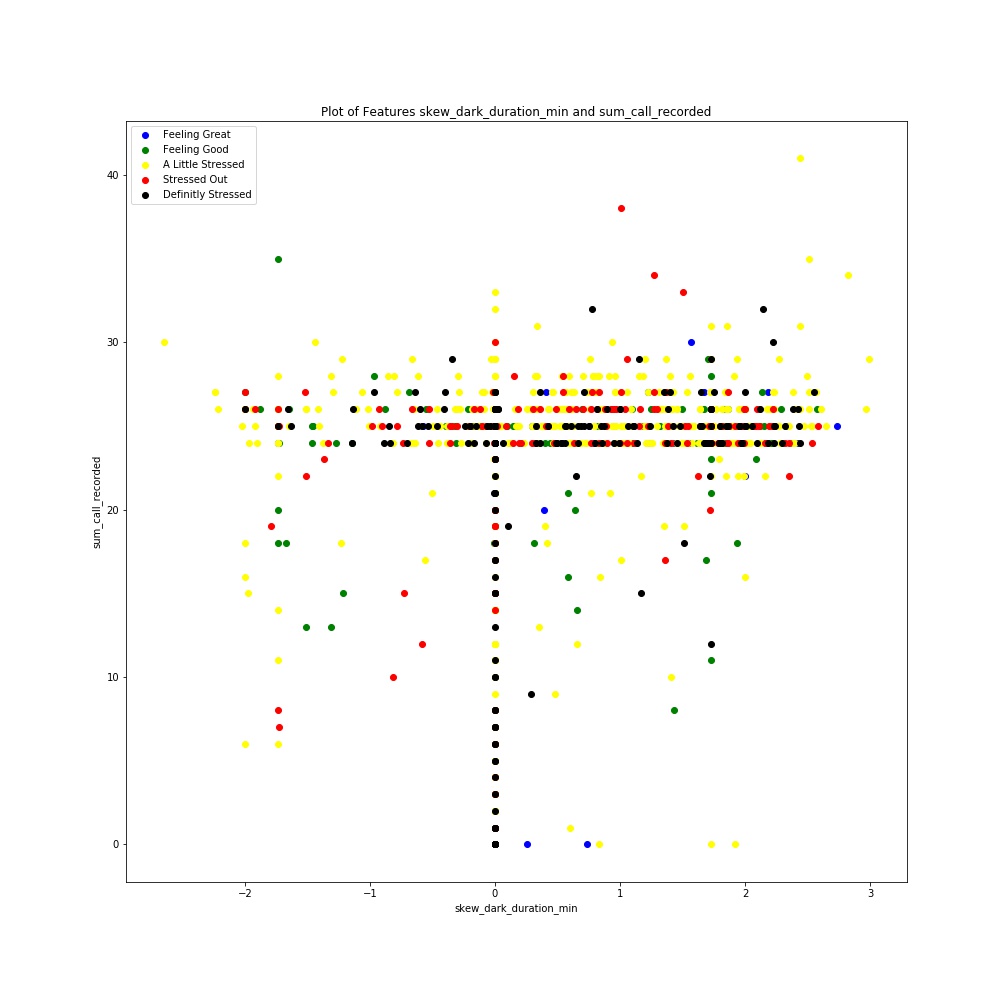 Plot of Features skew_dark_duration_min and sum_call_recorded
Feeling Great
Feeling Good
A Little Stressed
Stressed Out
Definitly Stressed
sum_call_recorded
40
30
20
10
0
−2 −1 0 1 2 3
skew_dark_duration_min